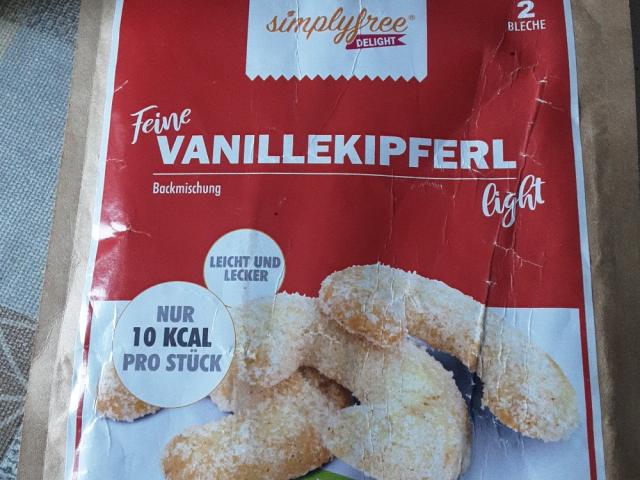 simplyfree®
DELIGHT
2
BLECHE
Feine
VANILLEKIPFERL
Backmischung
light
LEICHT UND
LECKER
NUR
10 KCAL
PRO STÜCK